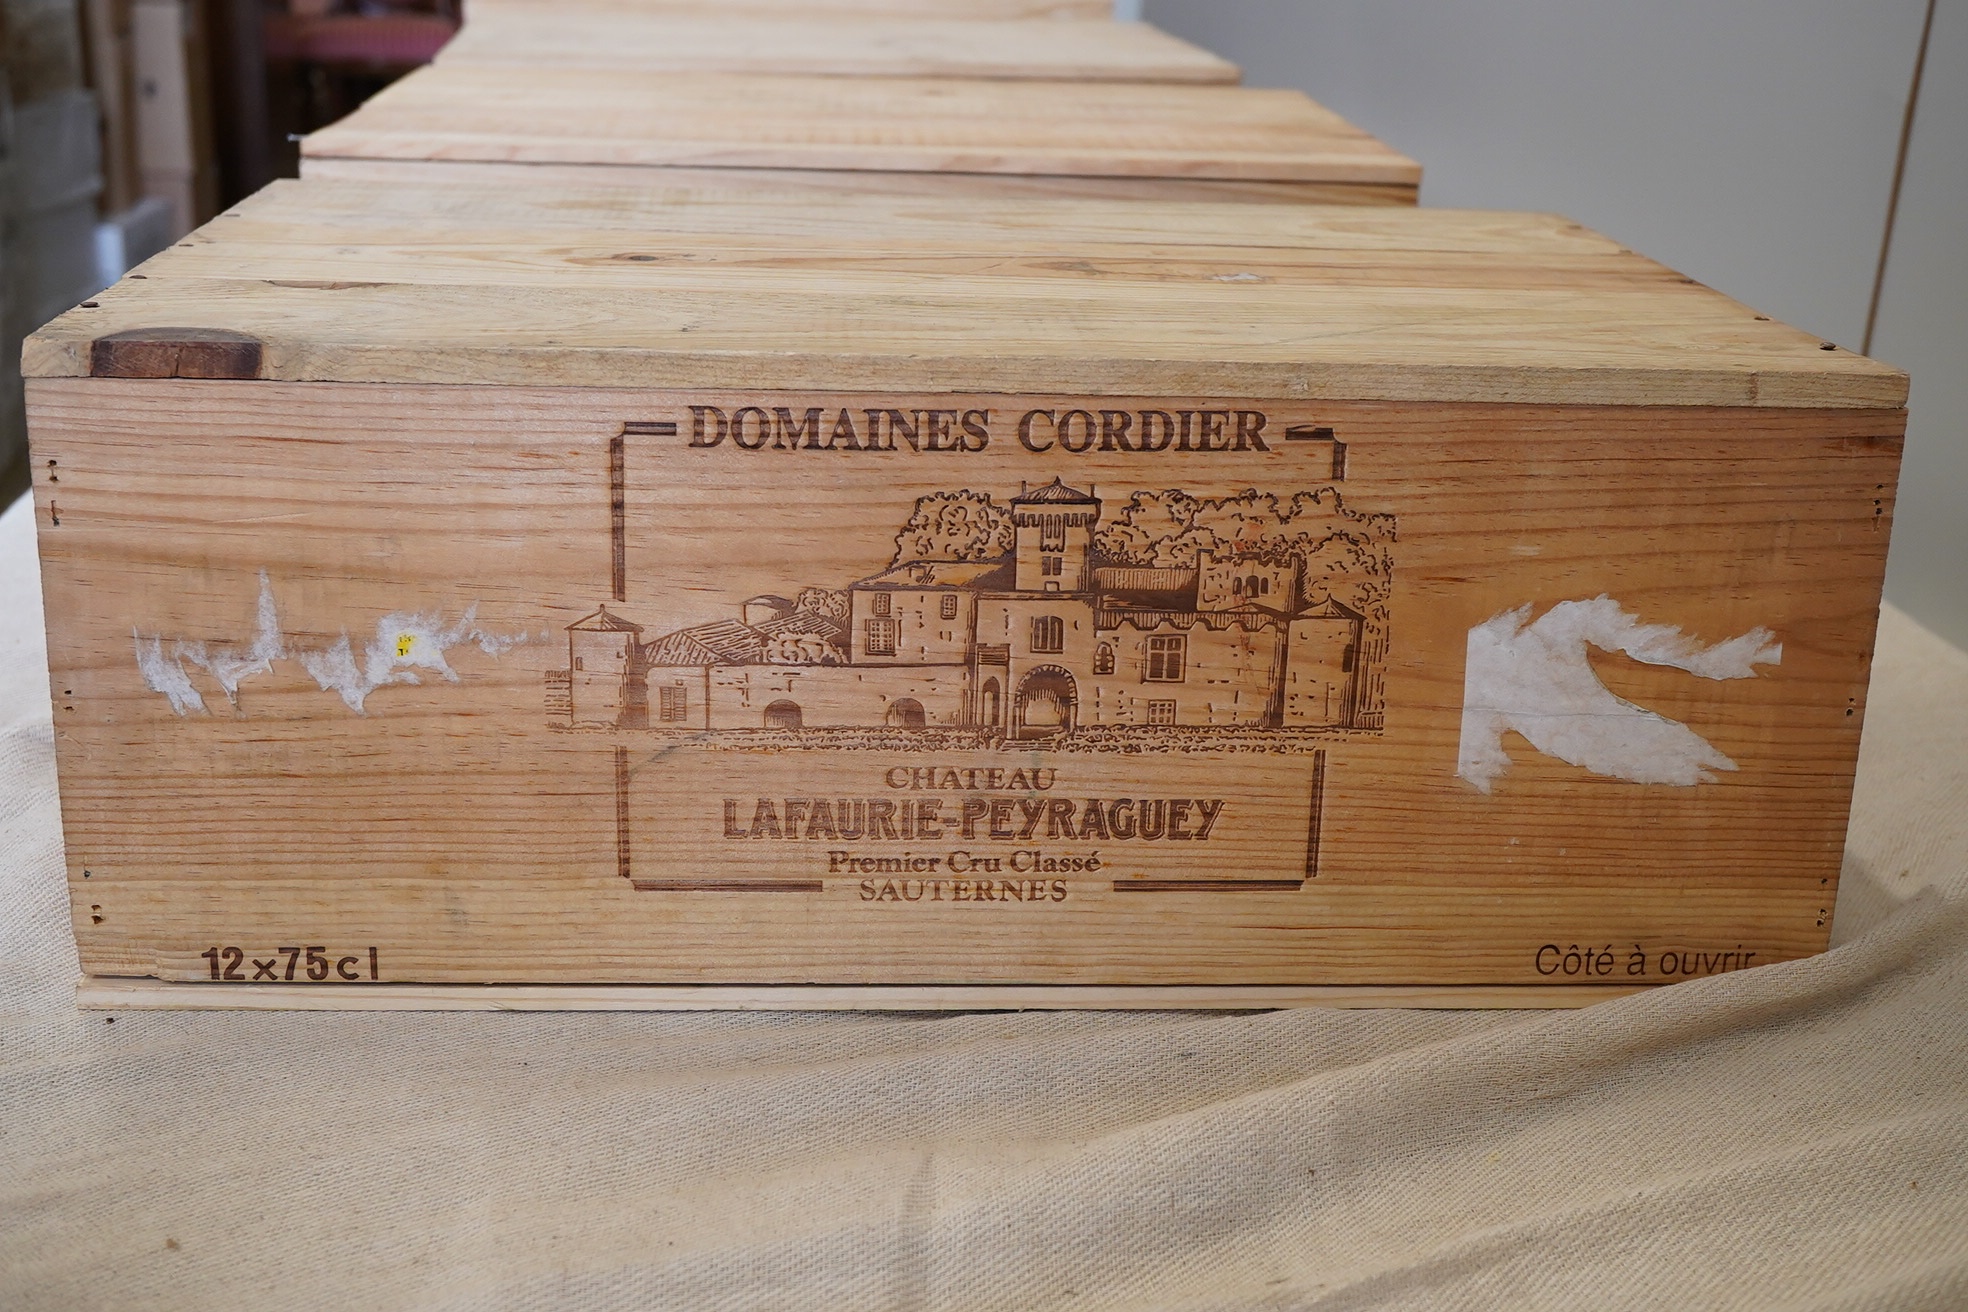 DOMAINES CORDIER
CHATEAU
LAFAURIE-PEYRAGUEY
Premier Cru Classé
SAUTERNES
12x75cl
Côté à ouvrir